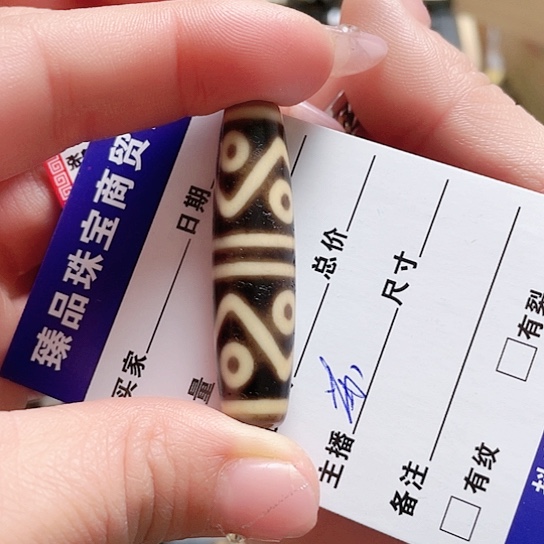 臻品珠宝商贸
买家
日期
量
总价
主播
尺寸
备注
有纹
有裂